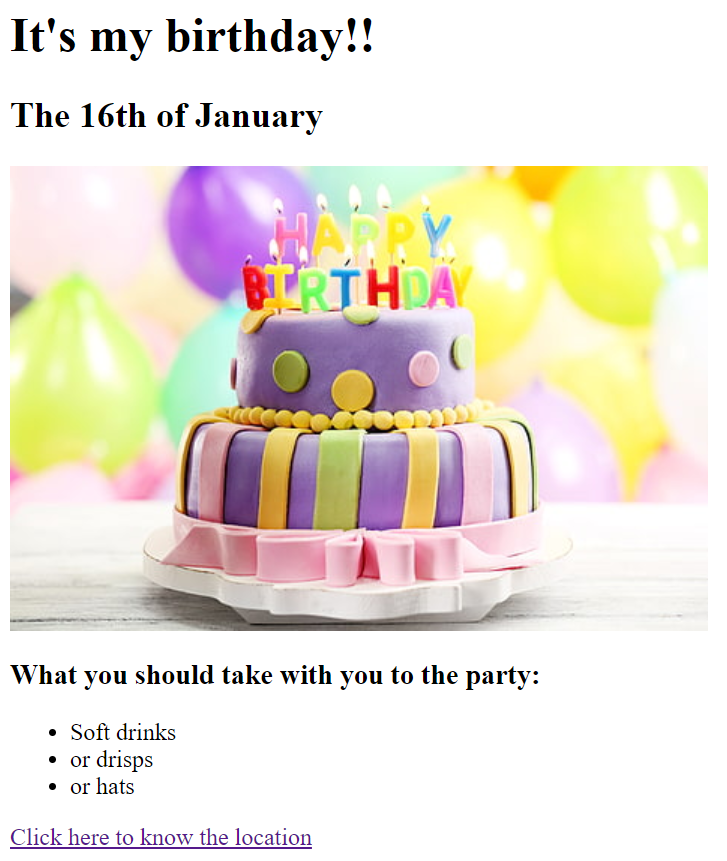 It's my birthday!!
The 16th of January
HAPPY
BIRTHDAY
What you should take with you to the party:
Soft drinks
or drisps
or hats
Click here to know the location